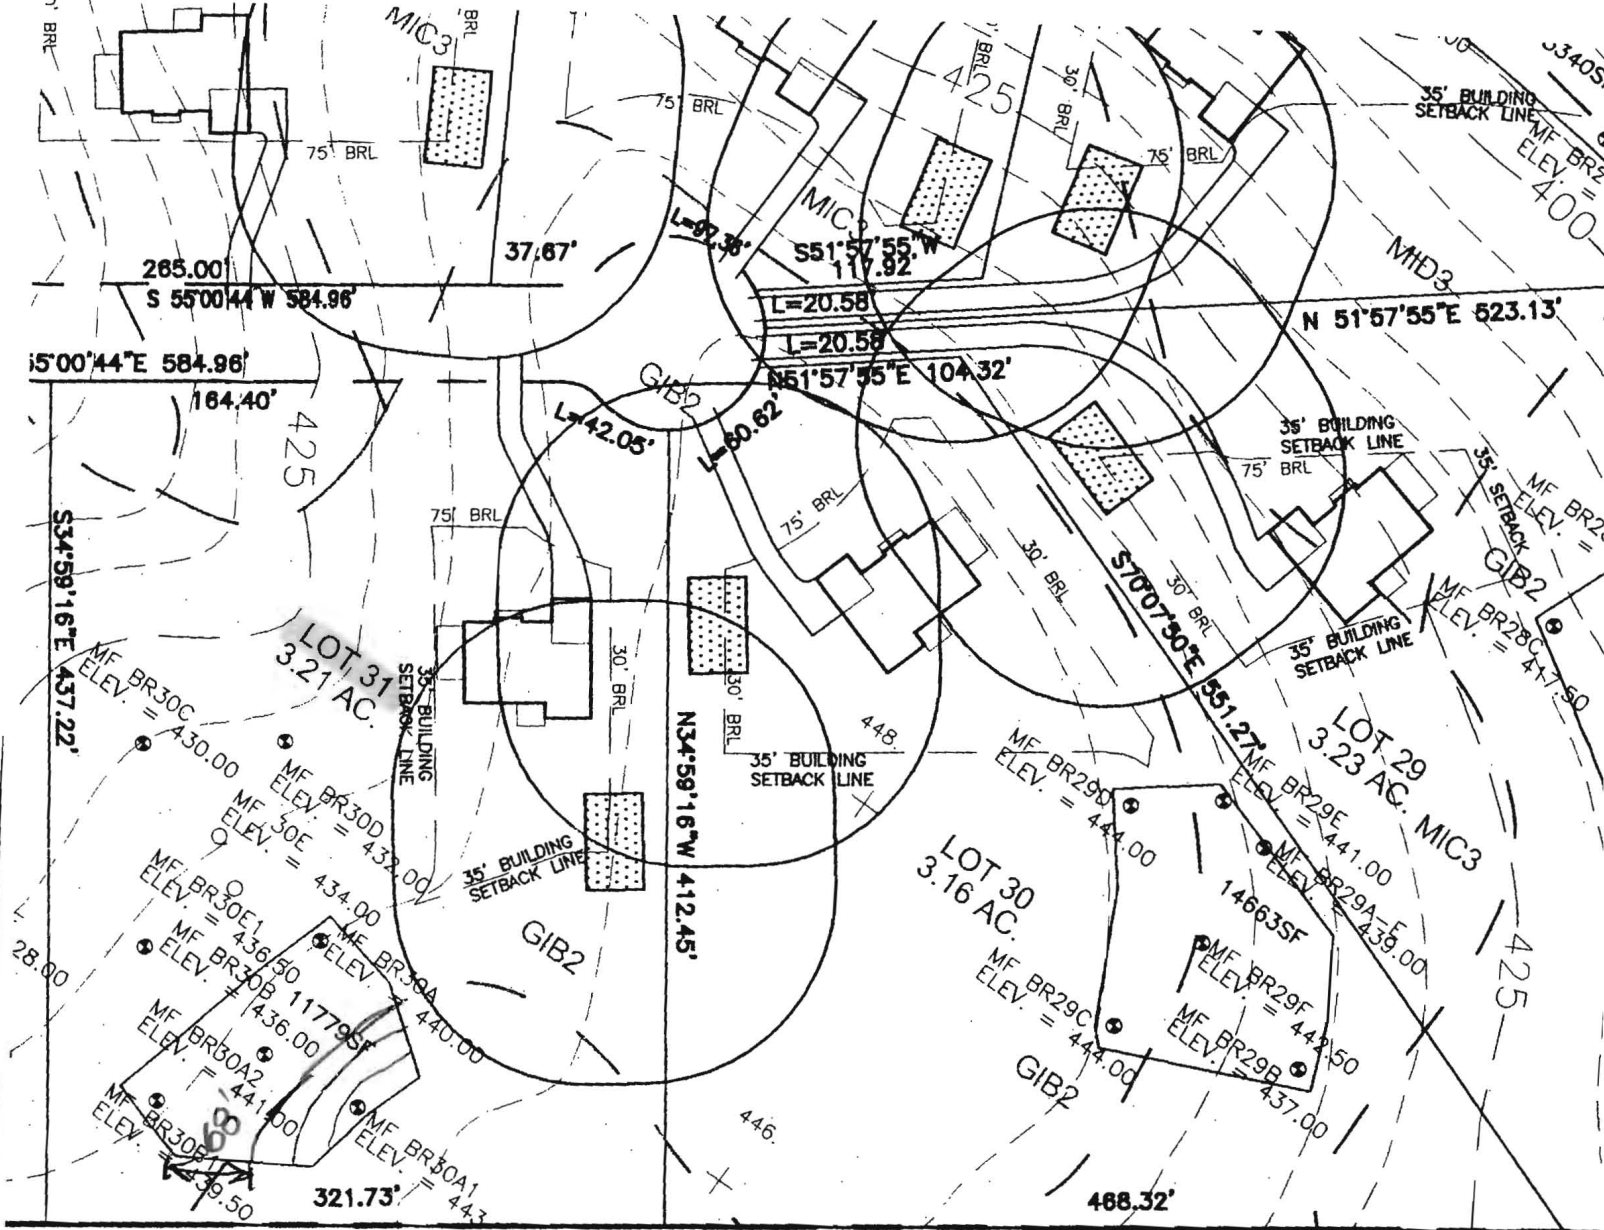 BRL
MIC3
BRL
75' BRL
75' BRL
BRL
425
30' BRL
75' BRL
35' BUILDING
SETBACK LINE
MF BR2
ELEV. =
400
MIC3
MID3
L=97.36'
S51°57'55"W
117.92
37.67'
265.00'
S 55°00'44"W 584.96'
L=20.58'
L=20.58'
N 51°57'55"E 523.13'
N51°57'55"E 104.32'
55°00'44"E 584.96'
164.40'
GIB2
L=42.05'
L=60.62'
425
35' BUILDING
SETBACK LINE
75' BRL
35' SETBACK
MF BR28
ELEV. =
GIB2
75' BRL
75' BRL
30' BRL
S70°07'50"E 551.27'
30' BRL
MF BR28C
ELEV. = 417.50
35' BUILDING
SETBACK LINE
S34°59'16"E 437.22'
LOT 31
3.21 AC.
35' BUILDING
SETBACK LINE
30' BRL
30' BRL
N34°59'16"W 412.45'
448.
35' BUILDING
SETBACK LINE
MF BR30C
ELEV. = 430.00
MF BR30D
ELEV. = 432.00
MF 30E
ELEV. = 434.00
MF BR30E1
ELEV. = 436.50
35' BUILDING
SETBACK LINE
GIB2
LOT 29
3.23 AC.
MIC3
MF BR29D
ELEV. = 444.00
MF BR29E
ELEV. = 441.00
MF BR29A-E
ELEV. = 439.00
LOT 30
3.16 AC.
14663SF
MF BR29F
ELEV. = 442.50
MF BR29C
ELEV. = 444.00
MF BR29B
ELEV. = 437.00
425
GIB2
28.00
MF BR30B
ELEV. = 436.00
11779SF
MF BR30A
ELEV. = 440.00
MF BR30A2
ELEV. = 441.00
68'
MF BR30A1
ELEV. = 443
446.
321.73'
468.32'